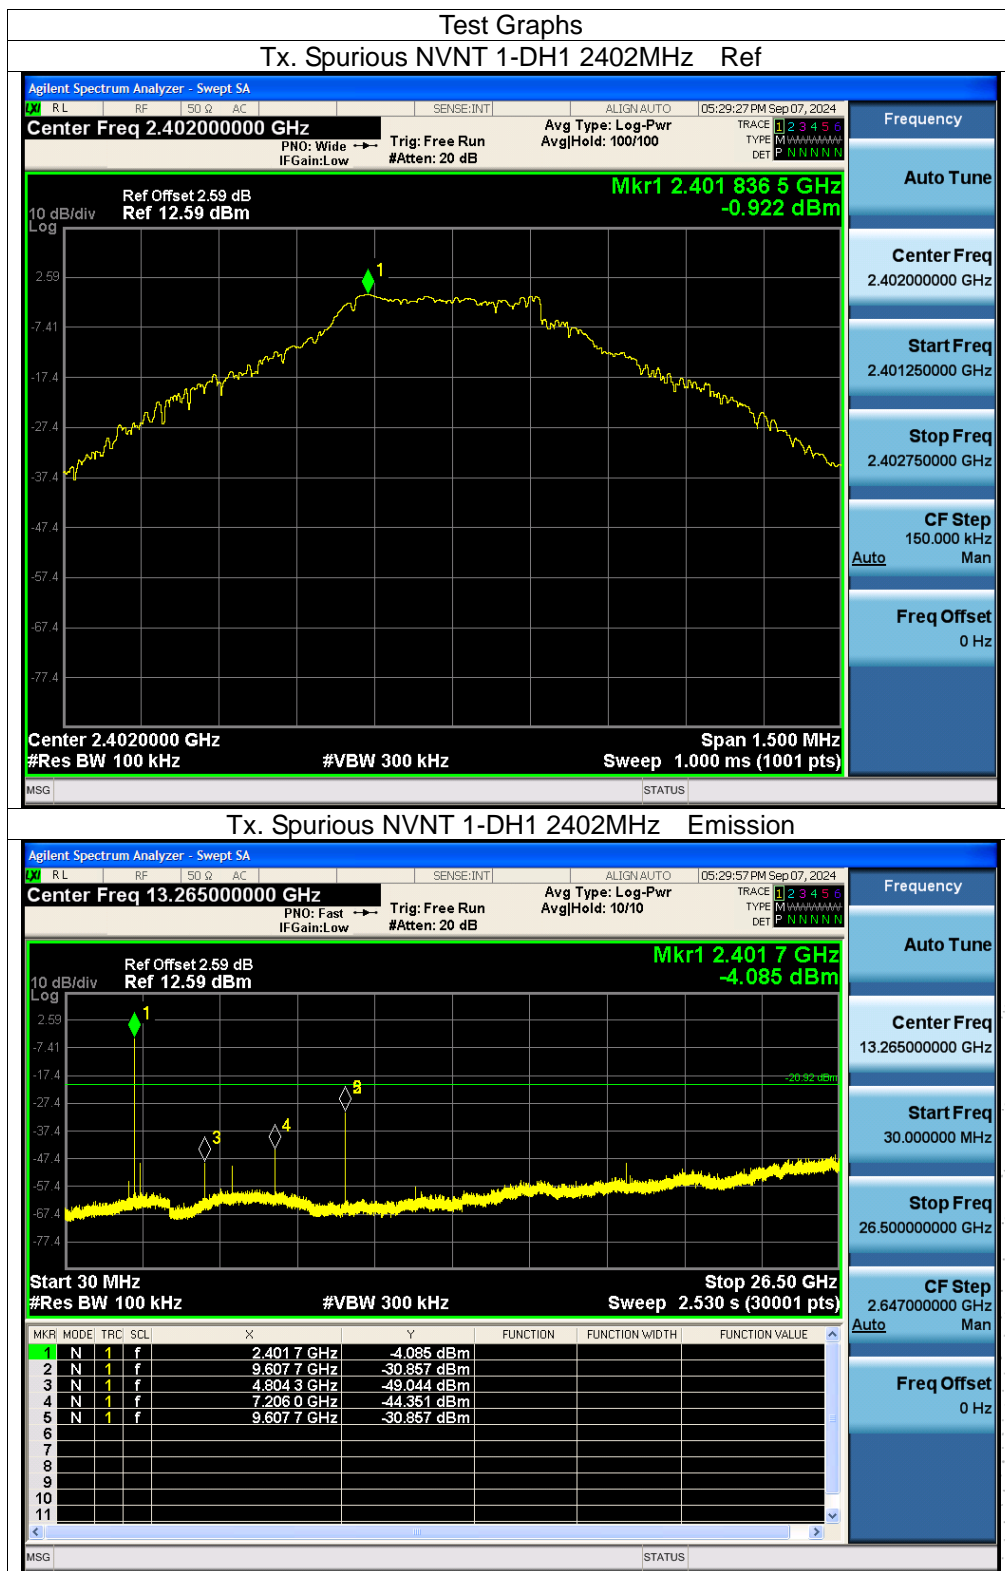 Test Graphs
Tx. Spurious NVNT 1-DH1 2402MHz Ref
Agilent Spectrum Analyzer - Swept SA
LXI RL RF 50 Ω AC SENSE:INT ALIGN AUTO 05:29:27 PM Sep 07, 2024
Center Freq 2.402000000 GHz
PNO: Wide
IFGain:Low
Trig: Free Run
#Atten: 20 dB
Avg Type: Log-Pwr
Avg|Hold: 100/100
TRACE 1 2 3 4 5 6
TYPE M W W W W W
DET P N N N N N
Frequency
Auto Tune
Center Freq
2.402000000 GHz
Start Freq
2.401250000 GHz
Stop Freq
2.402750000 GHz
CF Step
150.000 kHz
Auto Man
Freq Offset
0 Hz
Mkr1 2.401 836 5 GHz
-0.922 dBm
Ref Offset 2.59 dB
10 dB/div Ref 12.59 dBm
Log
1
2.59
-7.41
-17.4
-27.4
-37.4
-47.4
-57.4
-67.4
-77.4
Center 2.4020000 GHz Span 1.500 MHz
#Res BW 100 kHz #VBW 300 kHz Sweep 1.000 ms (1001 pts)
MSG STATUS
Tx. Spurious NVNT 1-DH1 2402MHz Emission
Agilent Spectrum Analyzer - Swept SA
LXI RL RF 50 Ω AC SENSE:INT ALIGN AUTO 05:29:57 PM Sep 07, 2024
Center Freq 13.265000000 GHz
PNO: Fast
IFGain:Low
Trig: Free Run
#Atten: 20 dB
Avg Type: Log-Pwr
Avg|Hold: 10/10
TRACE 1 2 3 4 5 6
TYPE M W W W W W
DET P N N N N N
Frequency
Auto Tune
Center Freq
13.265000000 GHz
Start Freq
30.000000 MHz
Stop Freq
26.500000000 GHz
CF Step
2.647000000 GHz
Auto Man
Freq Offset
0 Hz
Mkr1 2.401 7 GHz
-4.085 dBm
Ref Offset 2.59 dB
10 dB/div Ref 12.59 dBm
Log
1
2.59
-7.41
-17.4
-20.92 dBm
-27.4
-37.4
3
4
-47.4
-57.4
-67.4
-77.4
Start 30 MHz Stop 26.50 GHz
#Res BW 100 kHz #VBW 300 kHz Sweep 2.530 s (30001 pts)
MKR MODE TRC SCL X Y FUNCTION FUNCTION WIDTH FUNCTION VALUE
1 N 1 f 2.401 7 GHz -4.085 dBm
2 N 1 f 9.607 7 GHz -30.857 dBm
3 N 1 f 4.804 3 GHz -49.044 dBm
4 N 1 f 7.206 0 GHz -44.351 dBm
5 N 1 f 9.607 7 GHz -30.857 dBm
6
7
8
9
10
11
MSG STATUS